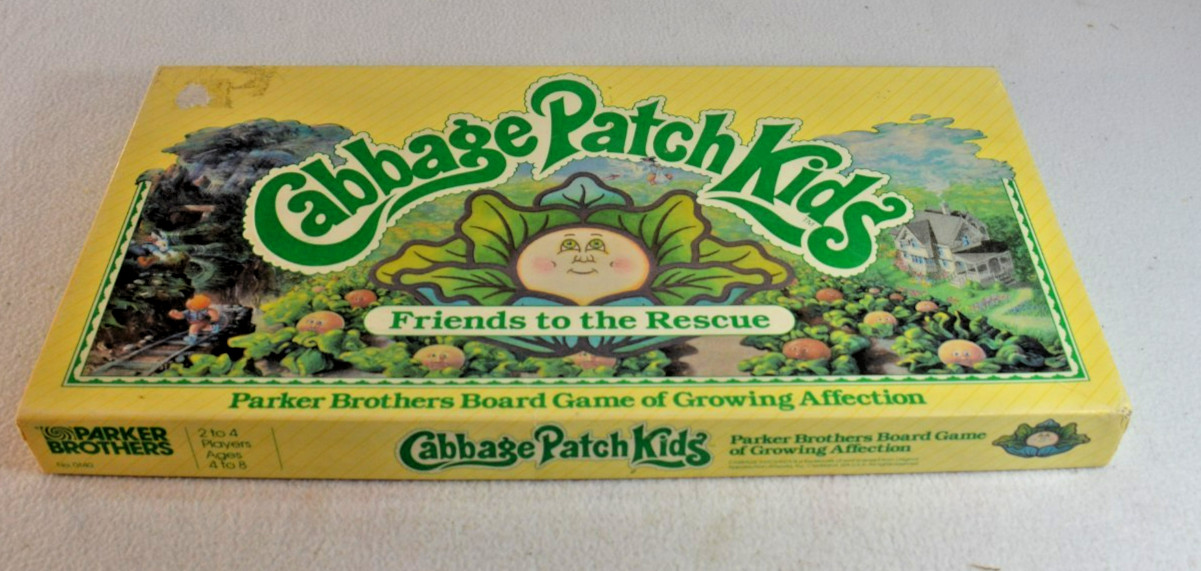 Cabbage Patch Kids
Friends to the Rescue
Parker Brothers Board Game of Growing Affection
PARKER
BROTHERS
2 to 4
Players
Ages
4 to 8
Cabbage Patch Kids
Parker Brothers Board Game
of Growing Affection